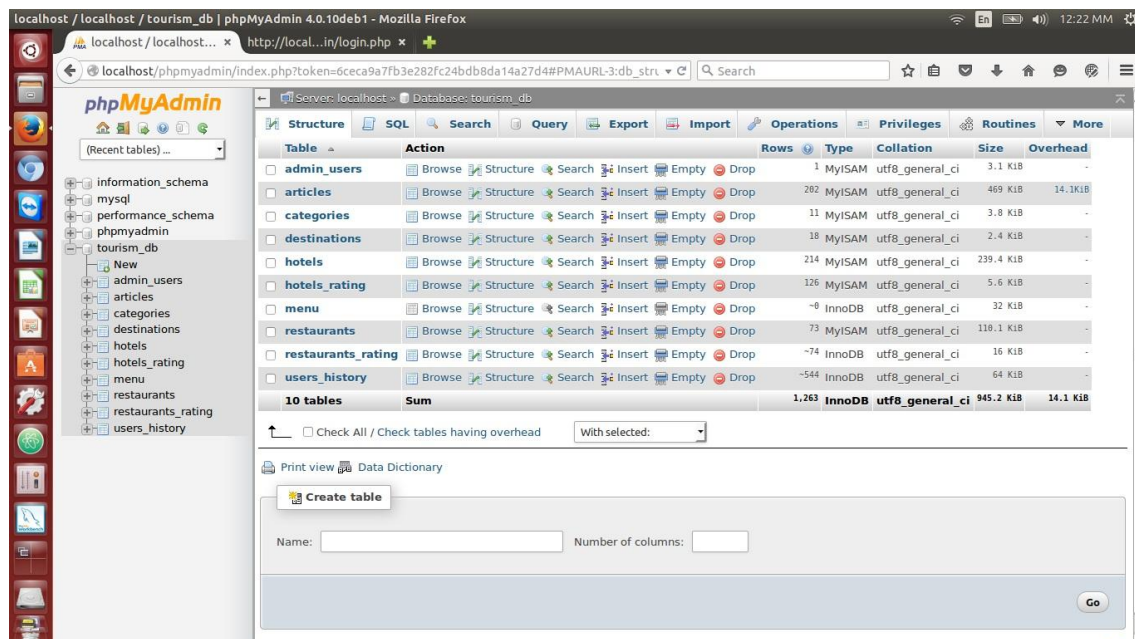 localhost / localhost / tourism_db | phpMyAdmin 4.0.10deb1 - Mozilla Firefox En 12:22 MM
localhost / localhost... × http://local...in/login.php ×
localhost/phpmyadmin/index.php?token=6ceca9a7fb3e282fc24bdb8da14a27d4#PMAURL-3:db_stru Search
phpMyAdmin
(Recent tables) ...
information_schema
mysql
performance_schema
phpmyadmin
tourism_db
New
admin_users
articles
categories
destinations
hotels
hotels_rating
menu
restaurants
restaurants_rating
users_history
Server: localhost » Database: tourism_db
Structure SQL Search Query Export Import Operations Privileges Routines More
Table Action Rows Type Collation Size Overhead
admin_users Browse Structure Search Insert Empty Drop 1 MyISAM utf8_general_ci 3.1 KiB -
articles Browse Structure Search Insert Empty Drop 202 MyISAM utf8_general_ci 469 KiB 14.1KiB
categories Browse Structure Search Insert Empty Drop 11 MyISAM utf8_general_ci 3.8 KiB -
destinations Browse Structure Search Insert Empty Drop 18 MyISAM utf8_general_ci 2.4 KiB -
hotels Browse Structure Search Insert Empty Drop 214 MyISAM utf8_general_ci 239.4 KiB -
hotels_rating Browse Structure Search Insert Empty Drop 126 MyISAM utf8_general_ci 5.6 KiB -
menu Browse Structure Search Insert Empty Drop ~0 InnoDB utf8_general_ci 32 KiB -
restaurants Browse Structure Search Insert Empty Drop 73 MyISAM utf8_general_ci 110.1 KiB -
restaurants_rating Browse Structure Search Insert Empty Drop ~74 InnoDB utf8_general_ci 16 KiB -
users_history Browse Structure Search Insert Empty Drop ~544 InnoDB utf8_general_ci 64 KiB -
10 tables Sum 1,263 InnoDB utf8_general_ci 945.2 KiB 14.1 KiB
Check All / Check tables having overhead With selected:
Print view Data Dictionary
Create table
Name: Number of columns:
Go